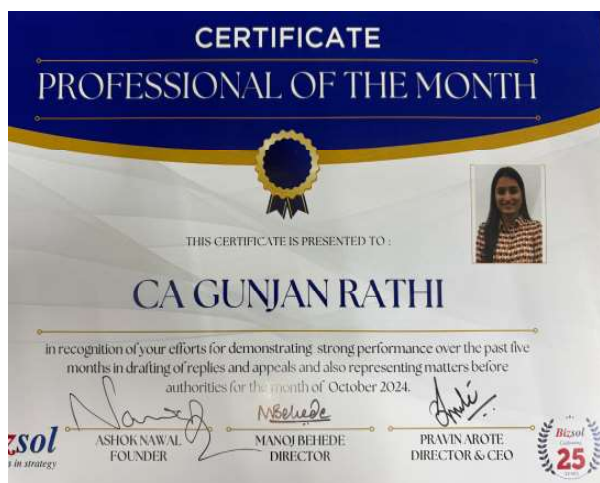 CERTIFICATE
PROFESSIONAL OF THE MONTH
THIS CERTIFICATE IS PRESENTED TO :
CA GUNJAN RATHI
in recognition of your efforts for demonstrating strong performance over the past five
months in drafting of replies and appeals and also representing matters before
authorities for the month of October 2024.
MBehede
ASHOK NAWAL
FOUNDER
MANOJ BEHEDE
DIRECTOR
PRAVIN AROTE
DIRECTOR & CEO
zsol
s in strategy
Bizsol
25